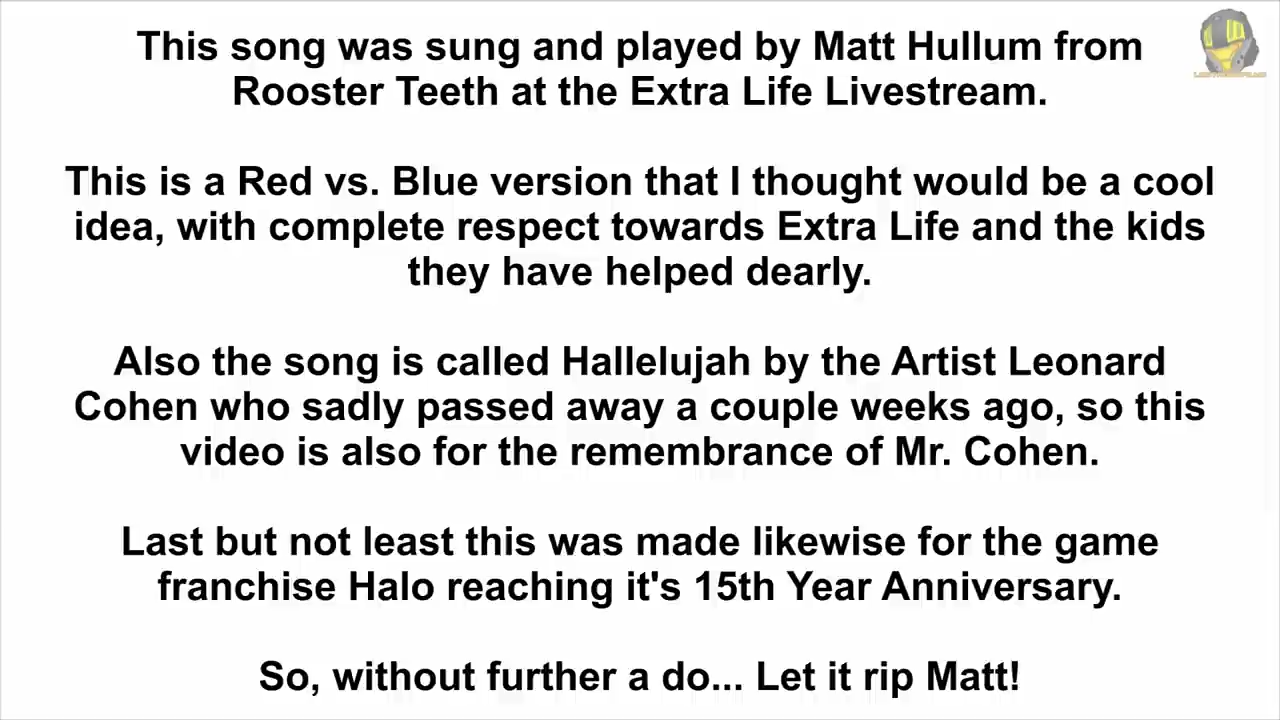 This song was sung and played by Matt Hullum from
Rooster Teeth at the Extra Life Livestream.
This is a Red vs. Blue version that I thought would be a cool
idea, with complete respect towards Extra Life and the kids
they have helped dearly.
Also the song is called Hallelujah by the Artist Leonard
Cohen who sadly passed away a couple weeks ago, so this
video is also for the remembrance of Mr. Cohen.
Last but not least this was made likewise for the game
franchise Halo reaching it's 15th Year Anniversary.
So, without further a do... Let it rip Matt!